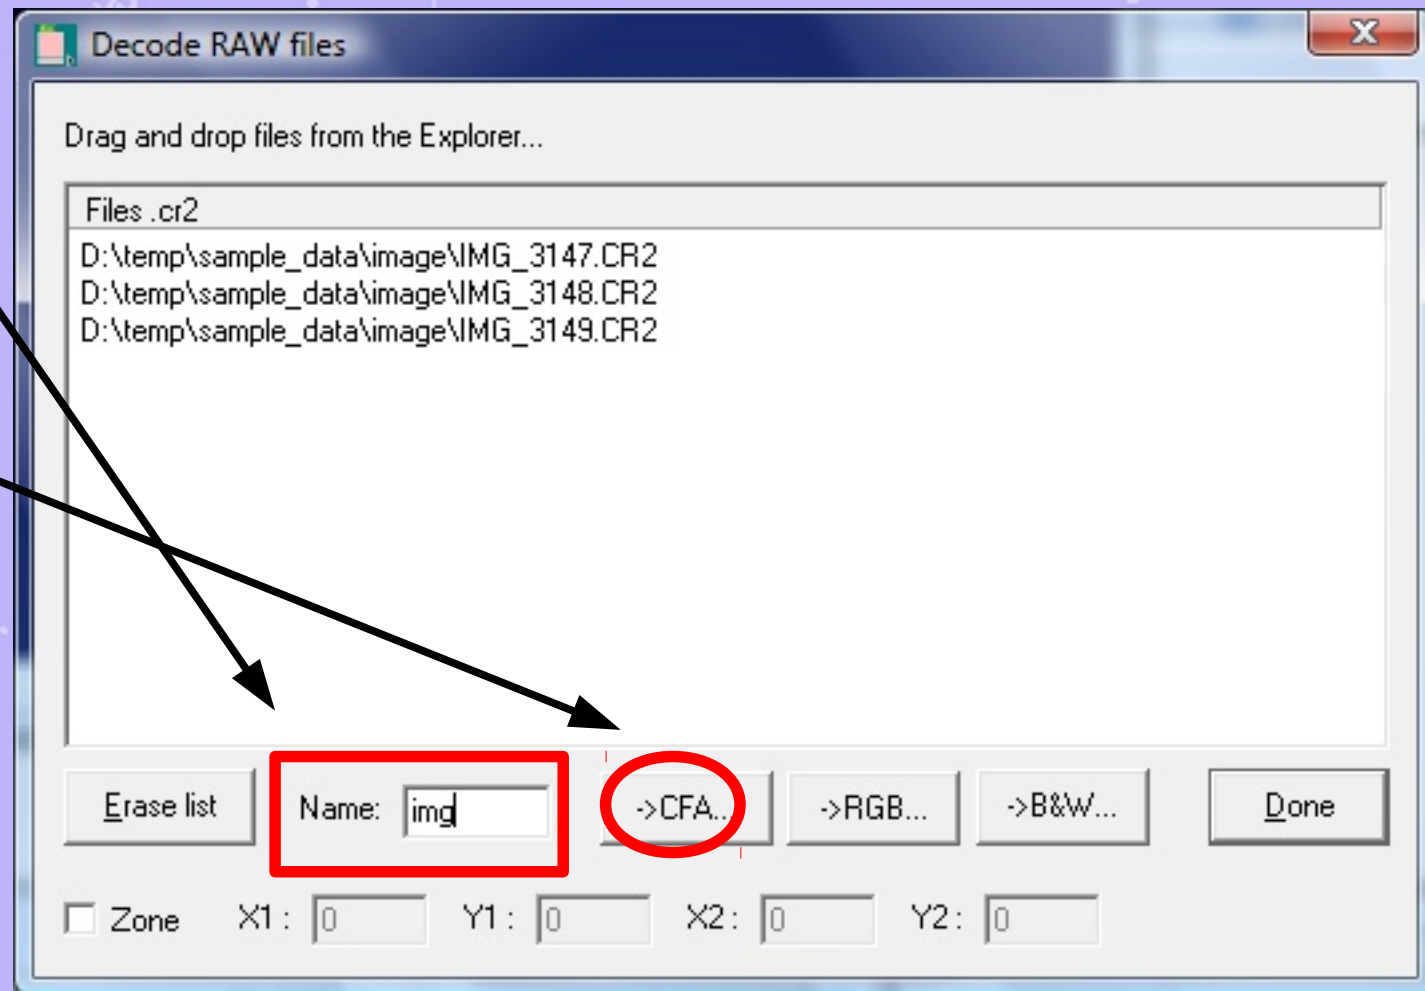 Decode RAW files
Drag and drop files from the Explorer...
Files .cr2
D:\temp\sample_data\image\IMG_3147.CR2
D:\temp\sample_data\image\IMG_3148.CR2
D:\temp\sample_data\image\IMG_3149.CR2
Erase list Name: img ->CFA... ->RGB... ->B&W... Done
Zone X1 : 0 Y1 : 0 X2 : 0 Y2 : 0